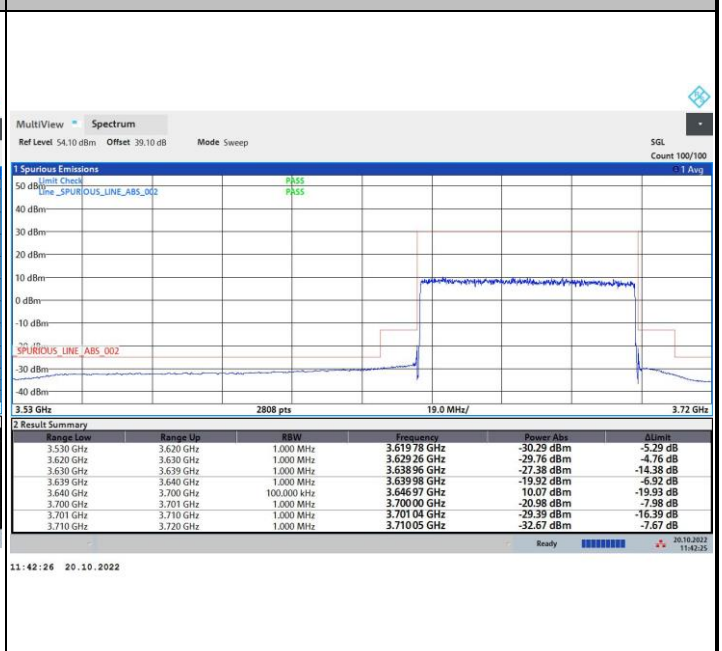 MultiView Spectrum
Ref Level 54.10 dBm Offset 39.10 dB Mode Sweep SGL
Count 100/100
1 Spurious Emissions 1 Avg
Limit Check PASS
50 dBm
Line _SPURIOUS_LINE_ABS_002 PASS
40 dBm
30 dBm
20 dBm
10 dBm
0 dBm
-10 dBm
-20 dBm
_SPURIOUS_LINE_ABS_002
-30 dBm
-40 dBm
3.53 GHz 2808 pts 19.0 MHz/ 3.72 GHz
2 Result Summary
Range Low Range Up RBW Frequency Power Abs ΔLimit
3.530 GHz 3.620 GHz 1.000 MHz 3.61978 GHz -30.29 dBm -5.29 dB
3.620 GHz 3.630 GHz 1.000 MHz 3.62926 GHz -29.76 dBm -4.76 dB
3.630 GHz 3.639 GHz 1.000 MHz 3.63896 GHz -27.38 dBm -14.38 dB
3.639 GHz 3.640 GHz 1.000 MHz 3.63998 GHz -19.92 dBm -6.92 dB
3.640 GHz 3.700 GHz 100.000 kHz 3.64697 GHz 10.07 dBm -19.93 dB
3.700 GHz 3.701 GHz 1.000 MHz 3.70000 GHz -20.98 dBm -7.98 dB
3.701 GHz 3.710 GHz 1.000 MHz 3.70104 GHz -29.39 dBm -16.39 dB
3.710 GHz 3.720 GHz 1.000 MHz 3.71005 GHz -32.67 dBm -7.67 dB
Ready 20.10.2022
11:42:25
11:42:26 20.10.2022